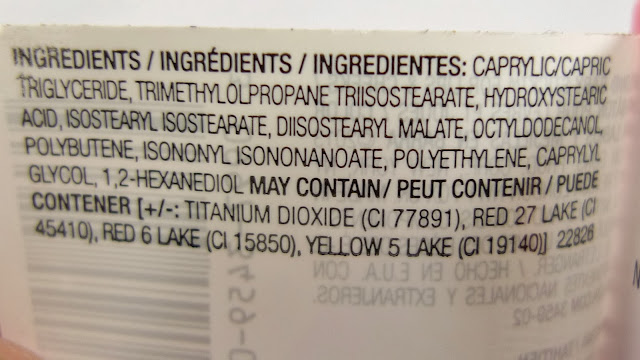 INGREDIENTS / INGRÉDIENTS / INGREDIENTES: CAPRYLIC/CAPRIC
TRIGLYCERIDE, TRIMETHYLOLPROPANE TRIISOSTEARATE, HYDROXYSTEARIC
ACID, ISOSTEARYL ISOSTEARATE, DIISOSTEARYL MALATE, OCTYLDODECANOL,
POLYBUTENE, ISONONYL ISONONANOATE, POLYETHYLENE, CAPRYLYL
GLYCOL, 1,2-HEXANEDIOL MAY CONTAIN / PEUT CONTENIR / PUEDE
CONTENER [+/-: TITANIUM DIOXIDE (CI 77891), RED 27 LAKE (CI
45410), RED 6 LAKE (CI 15850), YELLOW 5 LAKE (CI 19140)] 22826